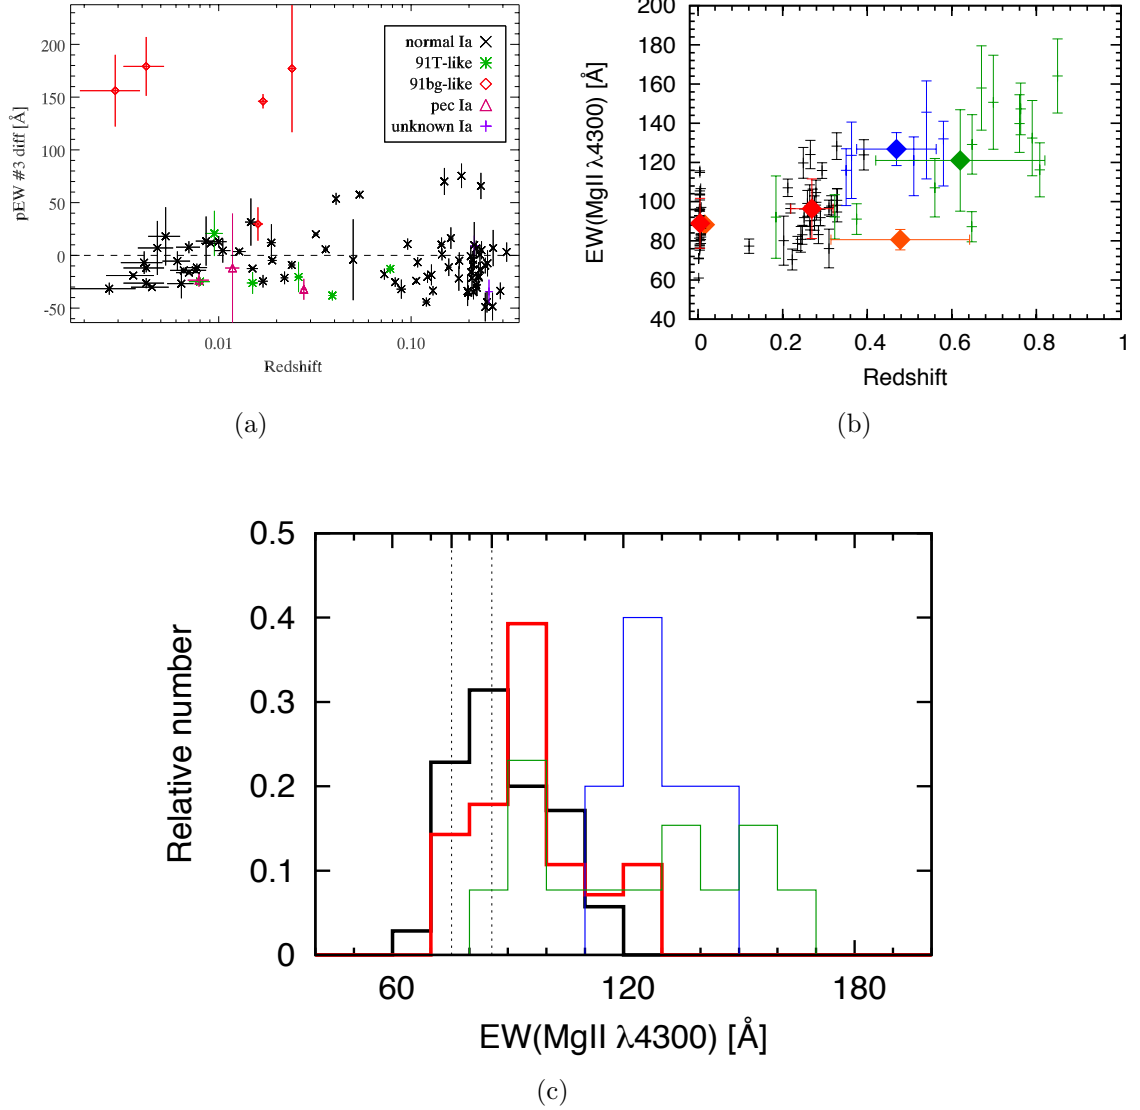 200
150
100
50
0
-50
pEW #3 diff [Å]
normal Ia
91T-like
91bg-like
pec Ia
unknown Ia
0.01 0.10
Redshift
(a)
200
180
160
140
120
100
80
60
40
EW(MgII λ4300) [Å]
0 0.2 0.4 0.6 0.8 1
Redshift
(b)
0.5
0.4
0.3
0.2
0.1
0
Relative number
60 120 180
EW(MgII λ4300) [Å]
(c)